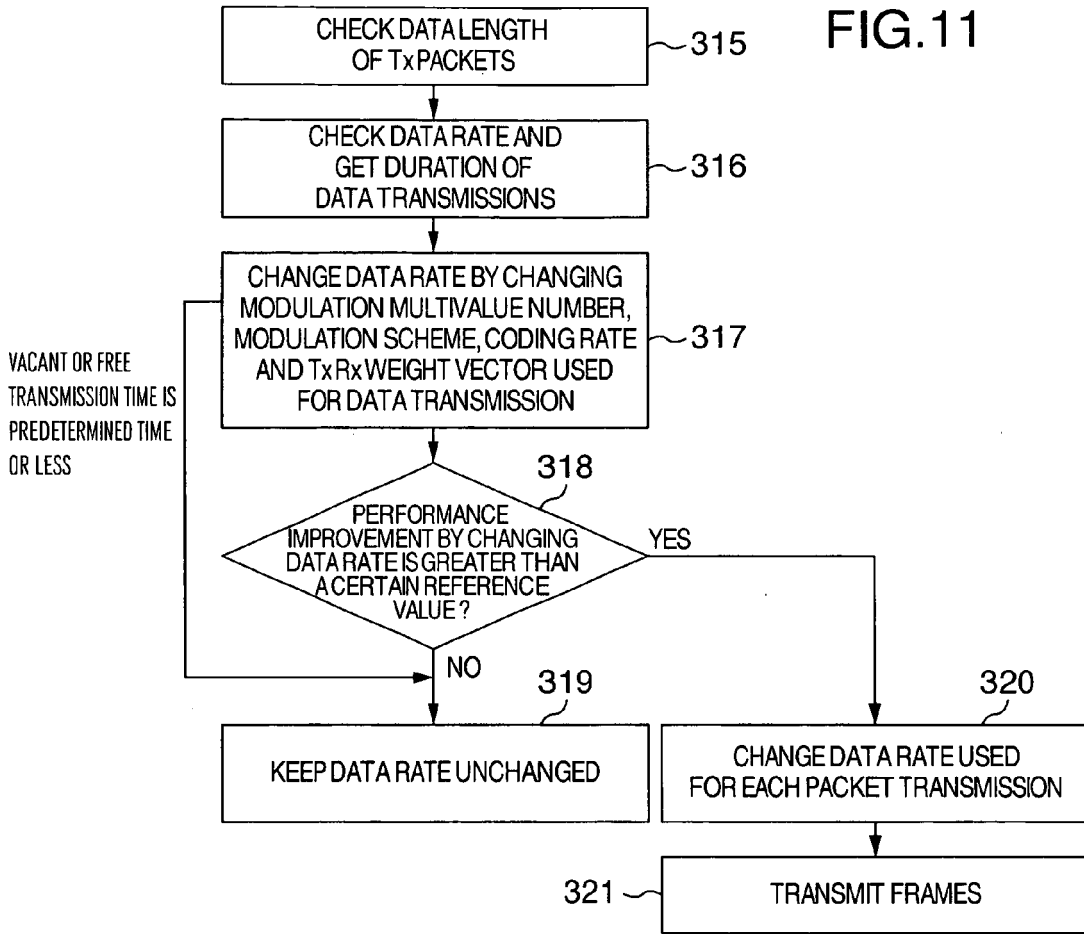 FIG.11
CHECK DATA LENGTH
OF Tx PACKETS
315
CHECK DATA RATE AND
GET DURATION OF
DATA TRANSMISSIONS
316
CHANGE DATA RATE BY CHANGING
MODULATION MULTIVALUE NUMBER,
MODULATION SCHEME, CODING RATE
AND TxRx WEIGHT VECTOR USED
FOR DATA TRANSMISSION
317
VACANT OR FREE
TRANSMISSION TIME IS
PREDETERMINED TIME
OR LESS
318
PERFORMANCE
IMPROVEMENT BY CHANGING
DATA RATE IS GREATER THAN
A CERTAIN REFERENCE
VALUE ?
YES
NO
319
KEEP DATA RATE UNCHANGED
320
CHANGE DATA RATE USED
FOR EACH PACKET TRANSMISSION
321
TRANSMIT FRAMES